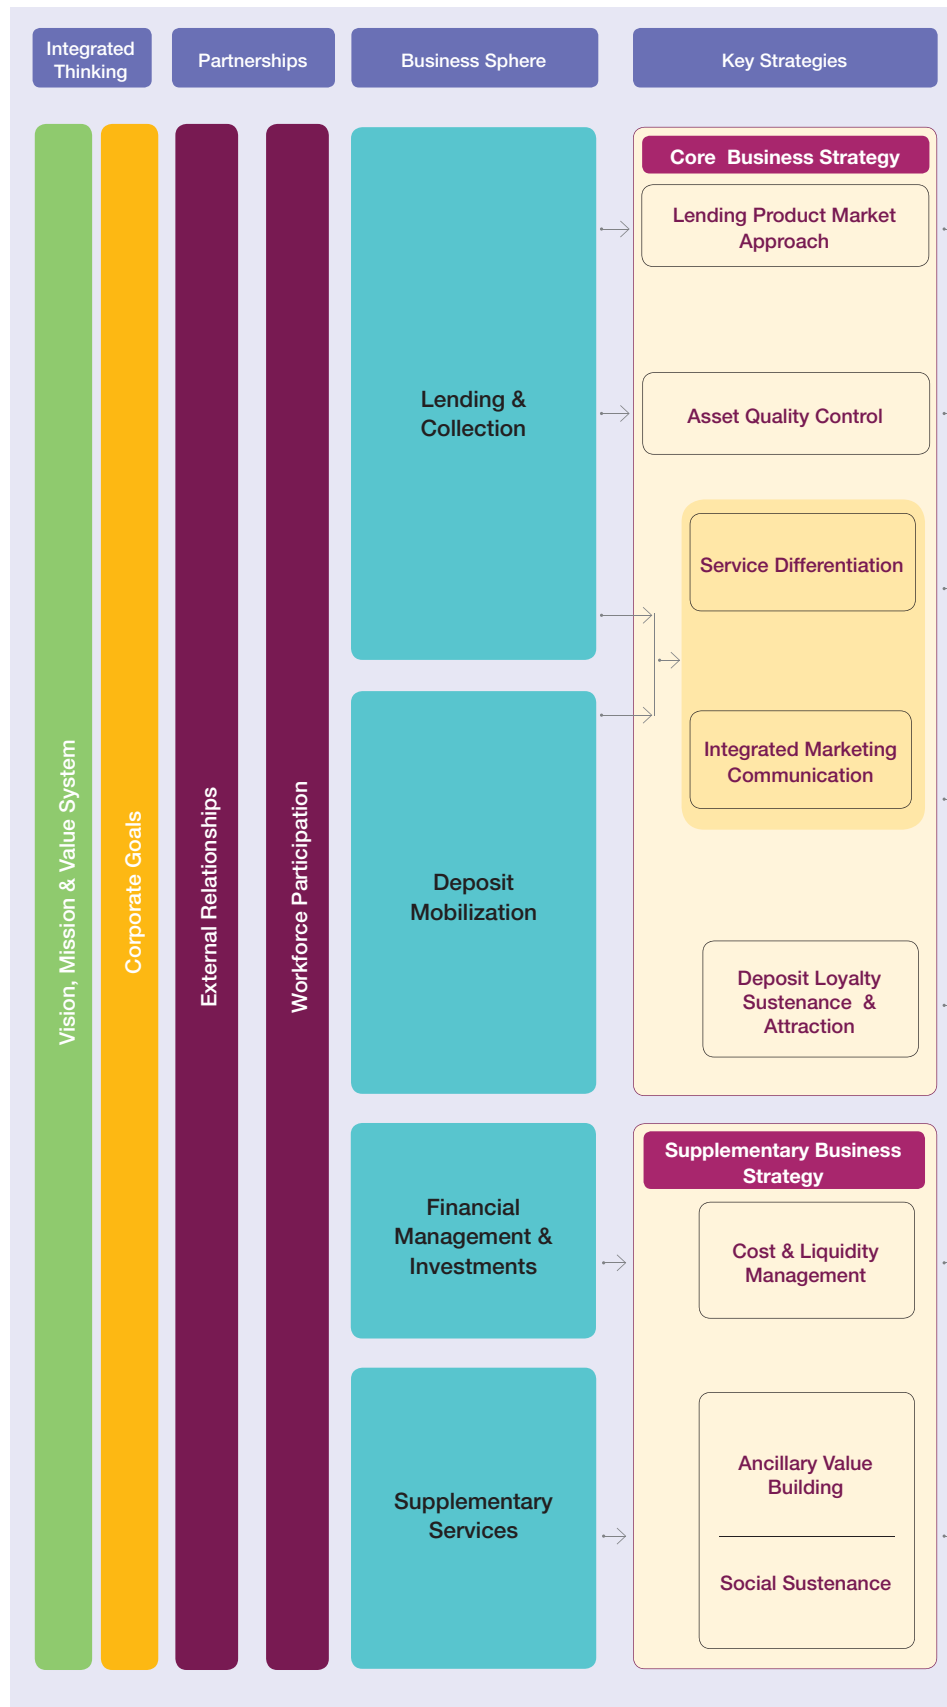 Integrated
Thinking
Partnerships
Business Sphere
Key Strategies
Vision, Mission & Value System
Corporate Goals
External Relationships
Workforce Participation
Lending &
Collection
Deposit
Mobilization
Financial
Management &
Investments
Supplementary
Services
Core Business Strategy
Lending Product Market
Approach
Asset Quality Control
Service Differentiation
Integrated Marketing
Communication
Deposit Loyalty
Sustenance &
Attraction
Supplementary Business
Strategy
Cost & Liquidity
Management
Ancillary Value
Building
Social Sustenance